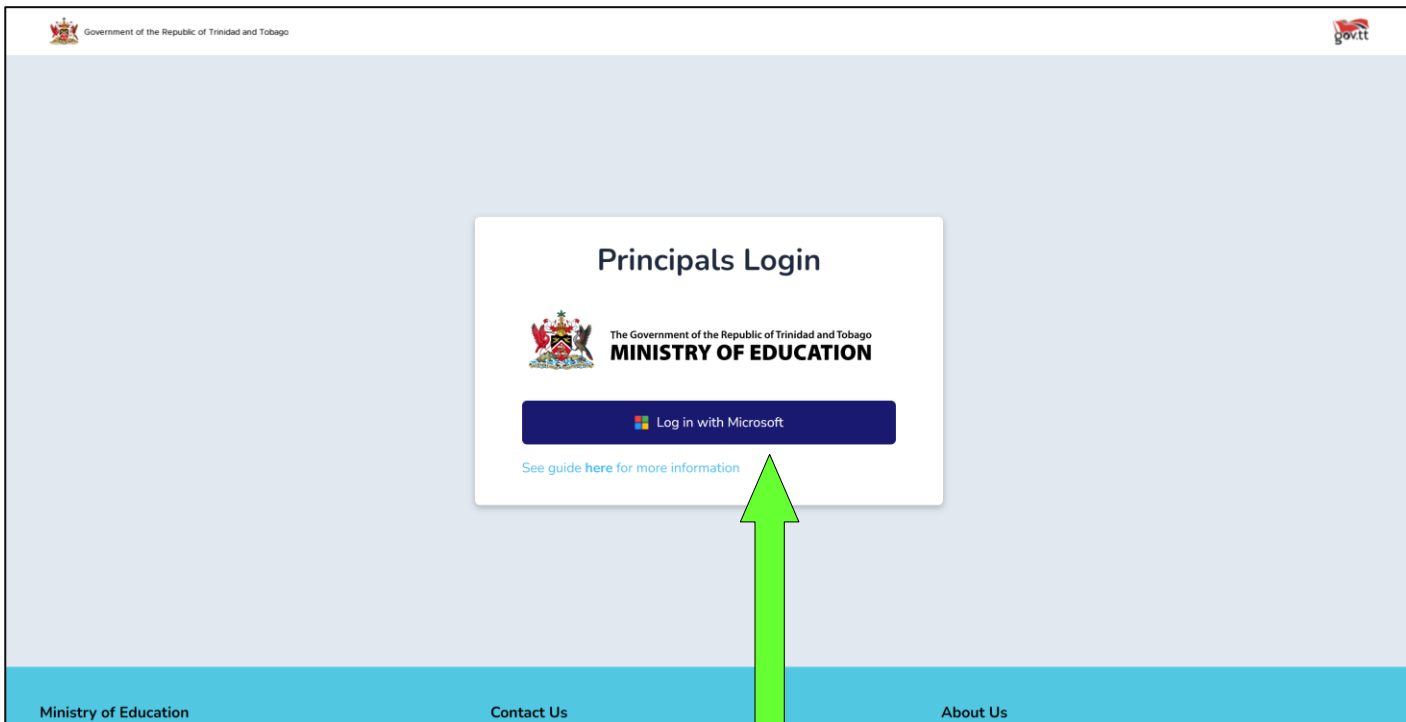 Government of the Republic of Trinidad and Tobago
gov.tt
Principals Login
The Government of the Republic of Trinidad and Tobago
MINISTRY OF EDUCATION
Log in with Microsoft
See guide here for more information
Ministry of Education
Contact Us
About Us